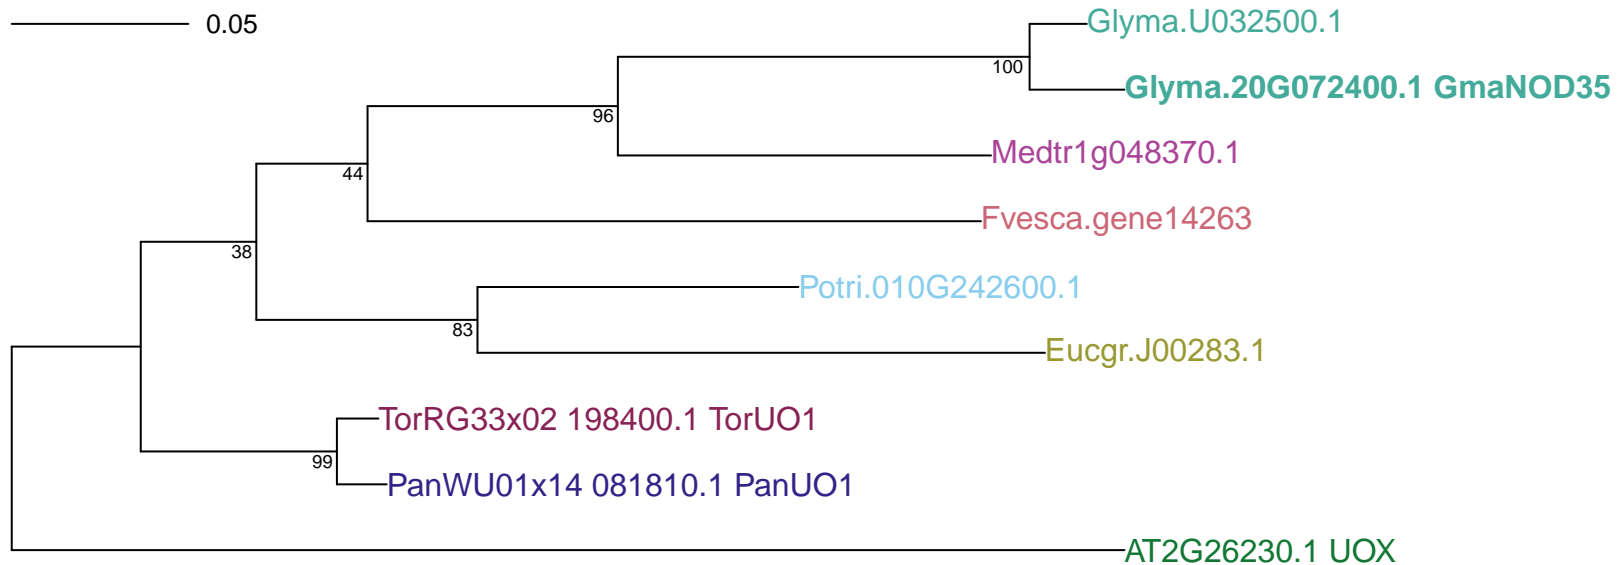 0.05
Glyma.U032500.1
100
Glyma.20G072400.1 GmaNOD35
96
Medtr1g048370.1
44
Fvesca.gene14263
38
Potri.010G242600.1
83
Eucgr.J00283.1
TorRG33x02 198400.1 TorUO1
99
PanWU01x14 081810.1 PanUO1
AT2G26230.1 UOX